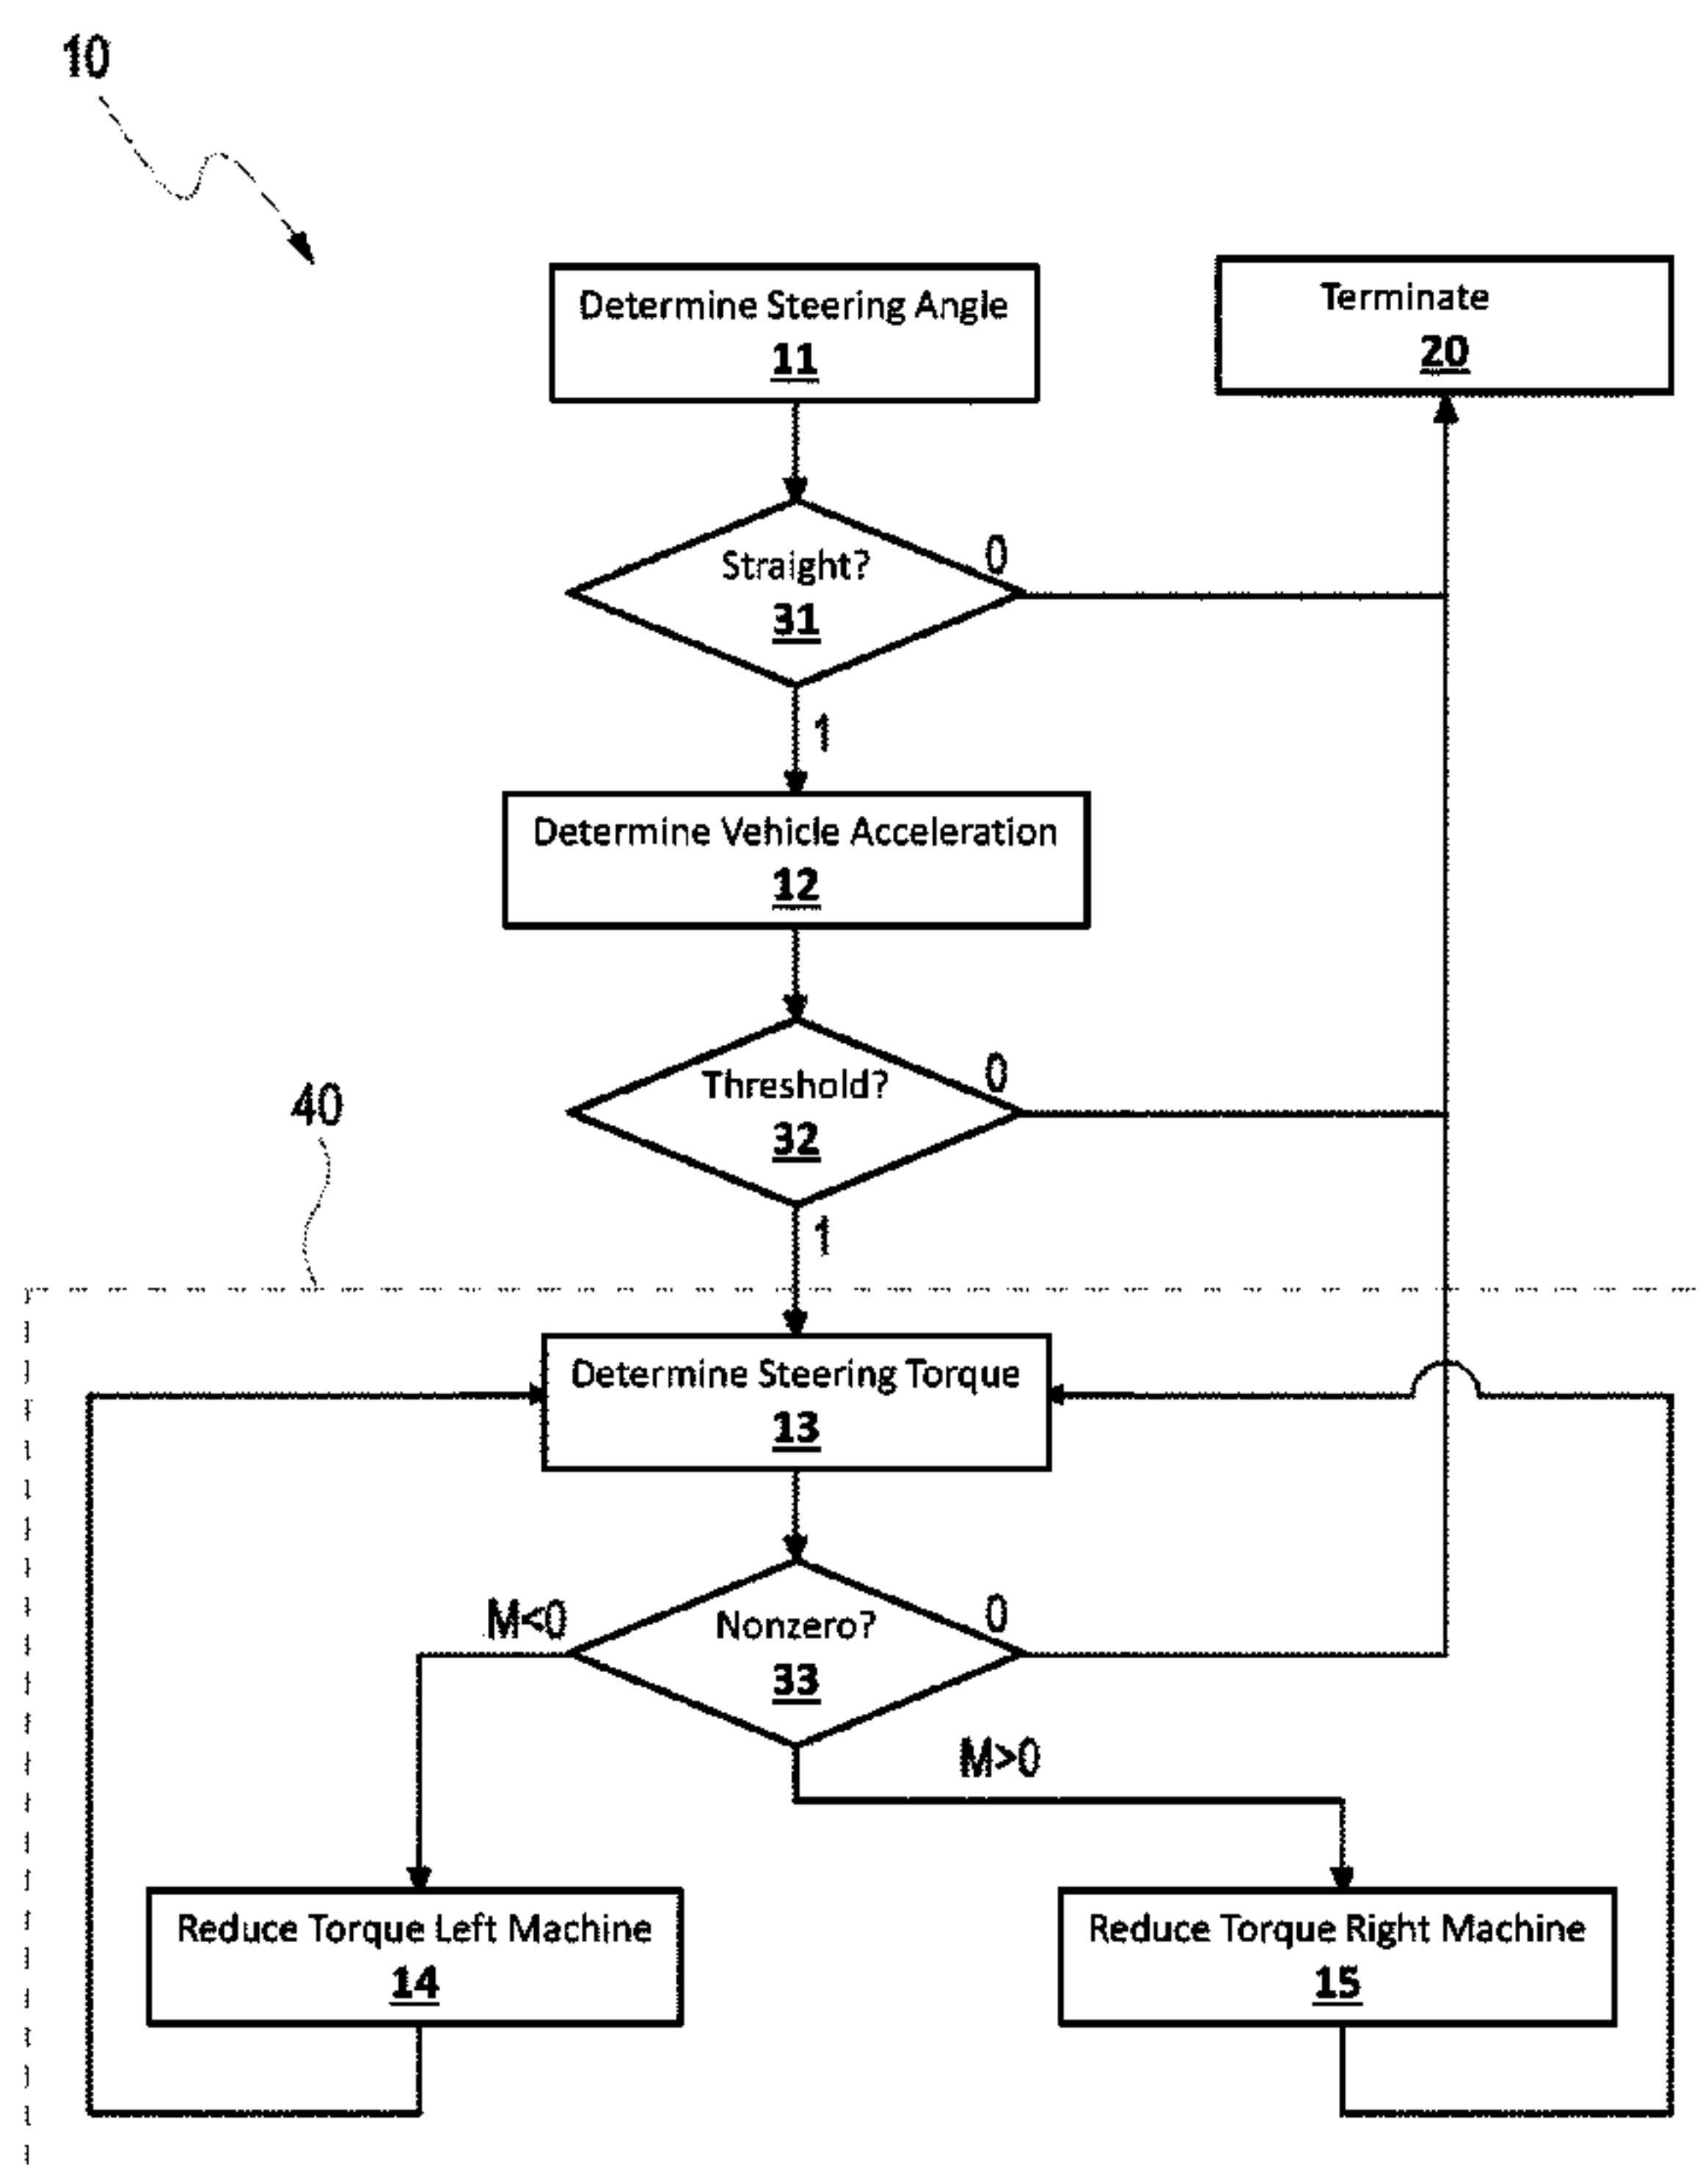 10
Determine Steering Angle
11
Terminate
20
Straight?
31
0
1
Determine Vehicle Acceleration
12
Threshold?
32
0
1
40
Determine Steering Torque
13
Nonzero?
33
M<0
0
M>0
Reduce Torque Left Machine
14
Reduce Torque Right Machine
15